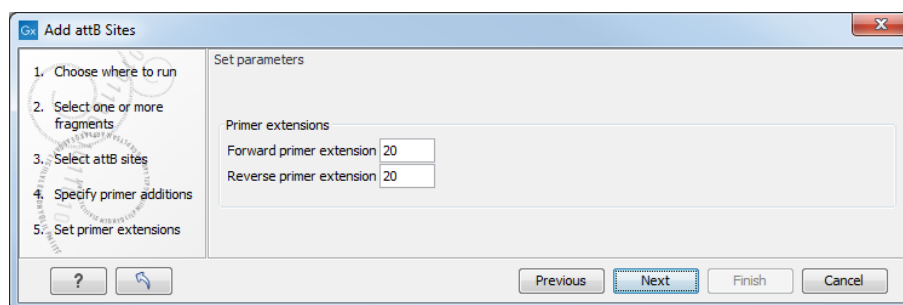 Gx Add attB Sites
x
1. Choose where to run
2. Select one or more
fragments
3. Select attB sites
4. Specify primer additions
5. Set primer extensions
Set parameters
Primer extensions
Forward primer extension 20
Reverse primer extension 20
?
Previous
Next
Finish
Cancel